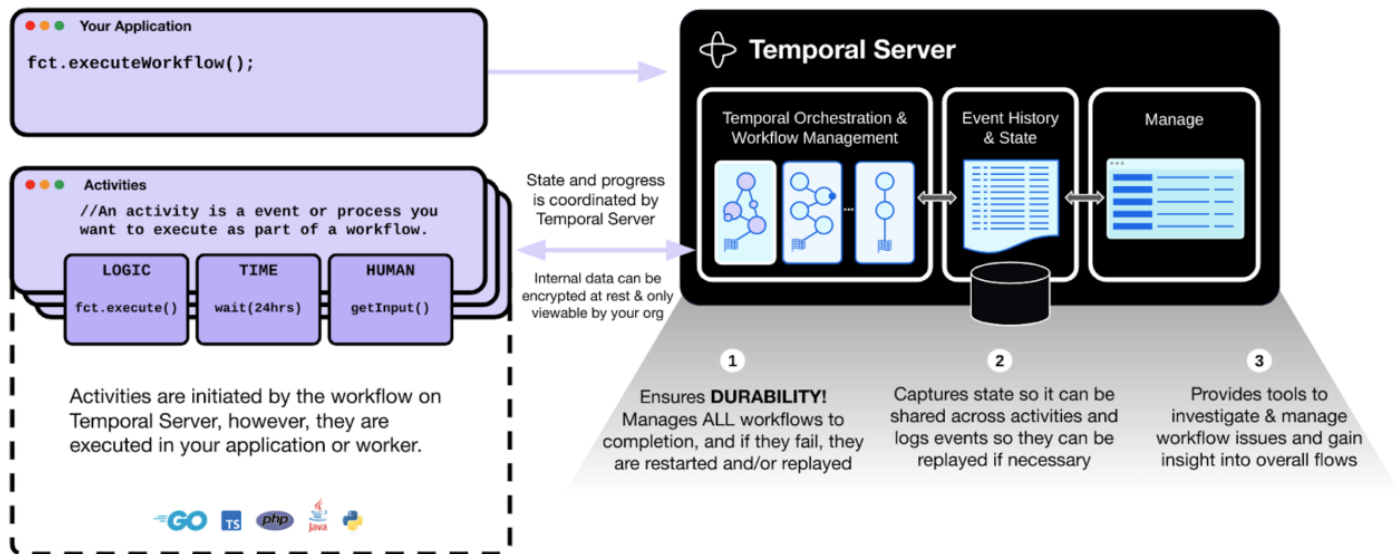 Your Application
fct.executeWorkflow();
Activities
//An activity is a event or process you
want to execute as part of a workflow.
LOGIC
fct.execute()
TIME
wait(24hrs)
HUMAN
getInput()
Activities are initiated by the workflow on
Temporal Server, however, they are
executed in your application or worker.
GO
TS
php
Java
State and progress
is coordinated by
Temporal Server
Internal data can be
encrypted at rest & only
viewable by your org
Temporal Server
Temporal Orchestration &
Workflow Management
...
Event History
& State
Manage
1
Ensures DURABILITY!
Manages ALL workflows to
completion, and if they fail, they
are restarted and/or replayed
2
Captures state so it can be
shared across activities and
logs events so they can be
replayed if necessary
3
Provides tools to
investigate & manage
workflow issues and gain
insight into overall flows